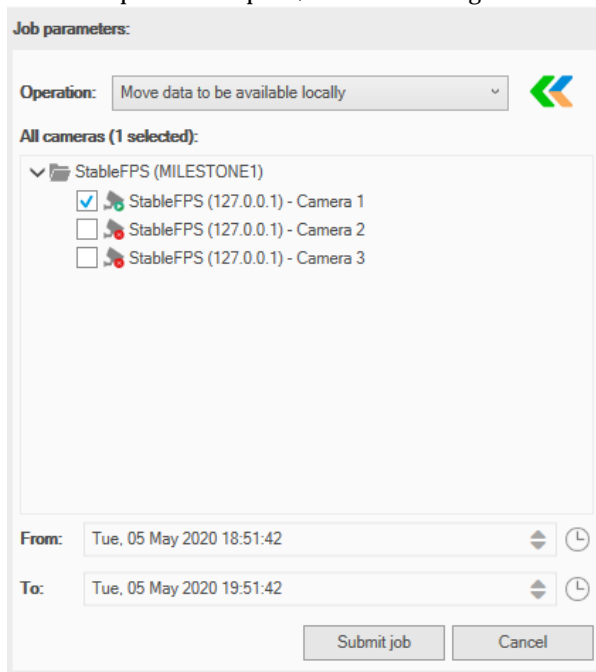 Job parameters:
Operation: Move data to be available locally
All cameras (1 selected):
StableFPS (MILESTONE1)
StableFPS (127.0.0.1) - Camera 1
StableFPS (127.0.0.1) - Camera 2
StableFPS (127.0.0.1) - Camera 3
From: Tue, 05 May 2020 18:51:42
To: Tue, 05 May 2020 19:51:42
Submit job Cancel